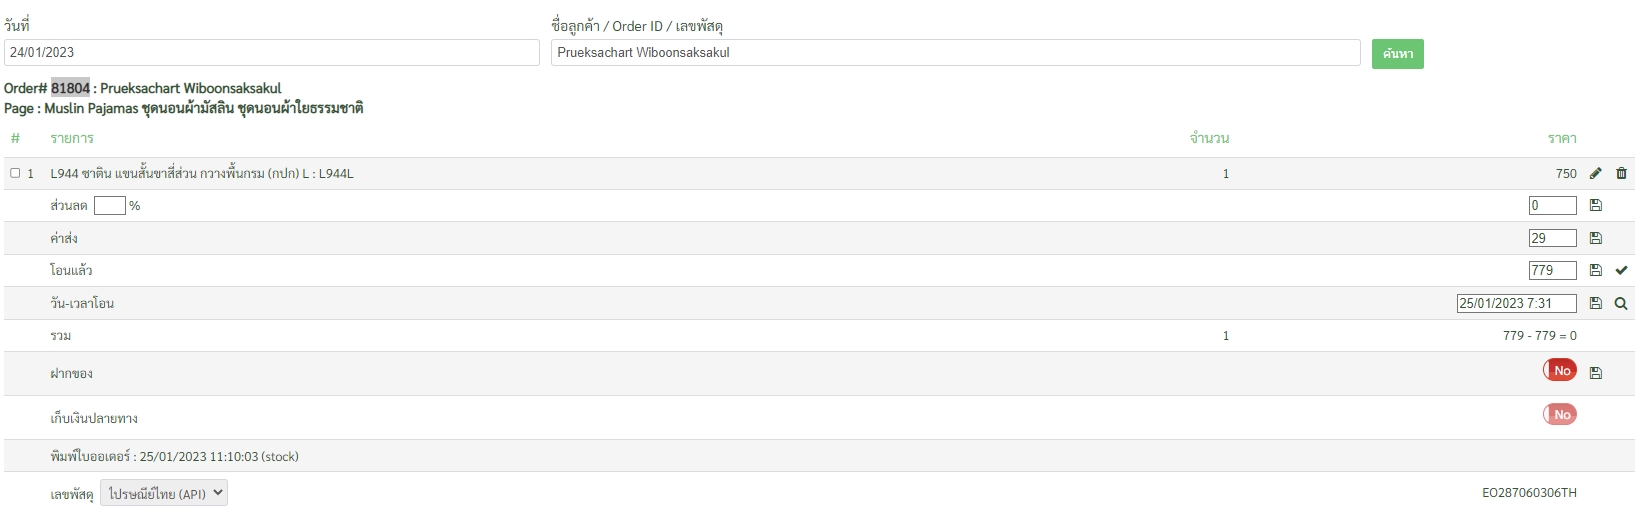 วันที่ ชื่อลูกค้า / Order ID / เลขพัสดุ
24/01/2023 Prueksachart Wiboonsaksakul ค้นหา
Order# 81804 : Prueksachart Wiboonsaksakul
Page : Muslin Pajamas ชุดนอนผ้ามัสลิน ชุดนอนผ้าใยธรรมชาติ
# รายการ จำนวน ราคา
1 L944 ซาติน แขนสั้นขาสี่ส่วน กวางพื้นกรม (กปก) L : L944L 1 750
ส่วนลด % 0
ค่าส่ง 29
โอนแล้ว 779
วัน-เวลาโอน 25/01/2023 7:31
รวม 1 779 - 779 = 0
ฝากของ No
เก็บเงินปลายทาง No
พิมพ์ใบออเดอร์ : 25/01/2023 11:10:03 (stock)
เลขพัสดุ ไปรษณีย์ไทย (API) EO287060306TH